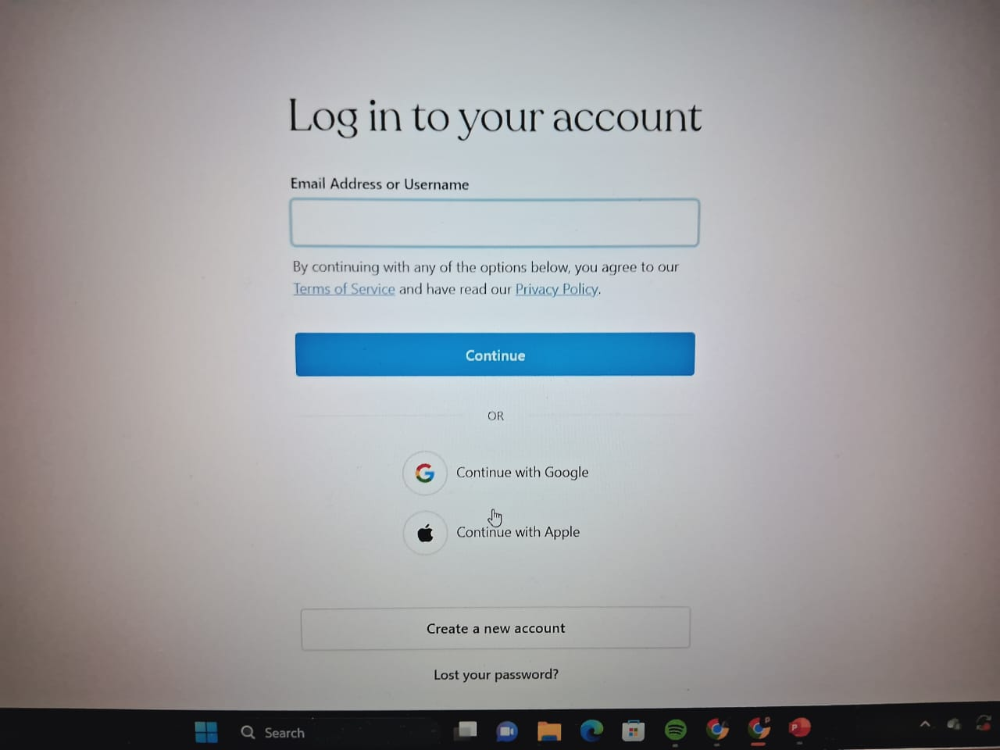 Log in to your account
Email Address or Username
By continuing with any of the options below, you agree to our
Terms of Service and have read our Privacy Policy.
Continue
OR
Continue with Google
Continue with Apple
Create a new account
Lost your password?
Search